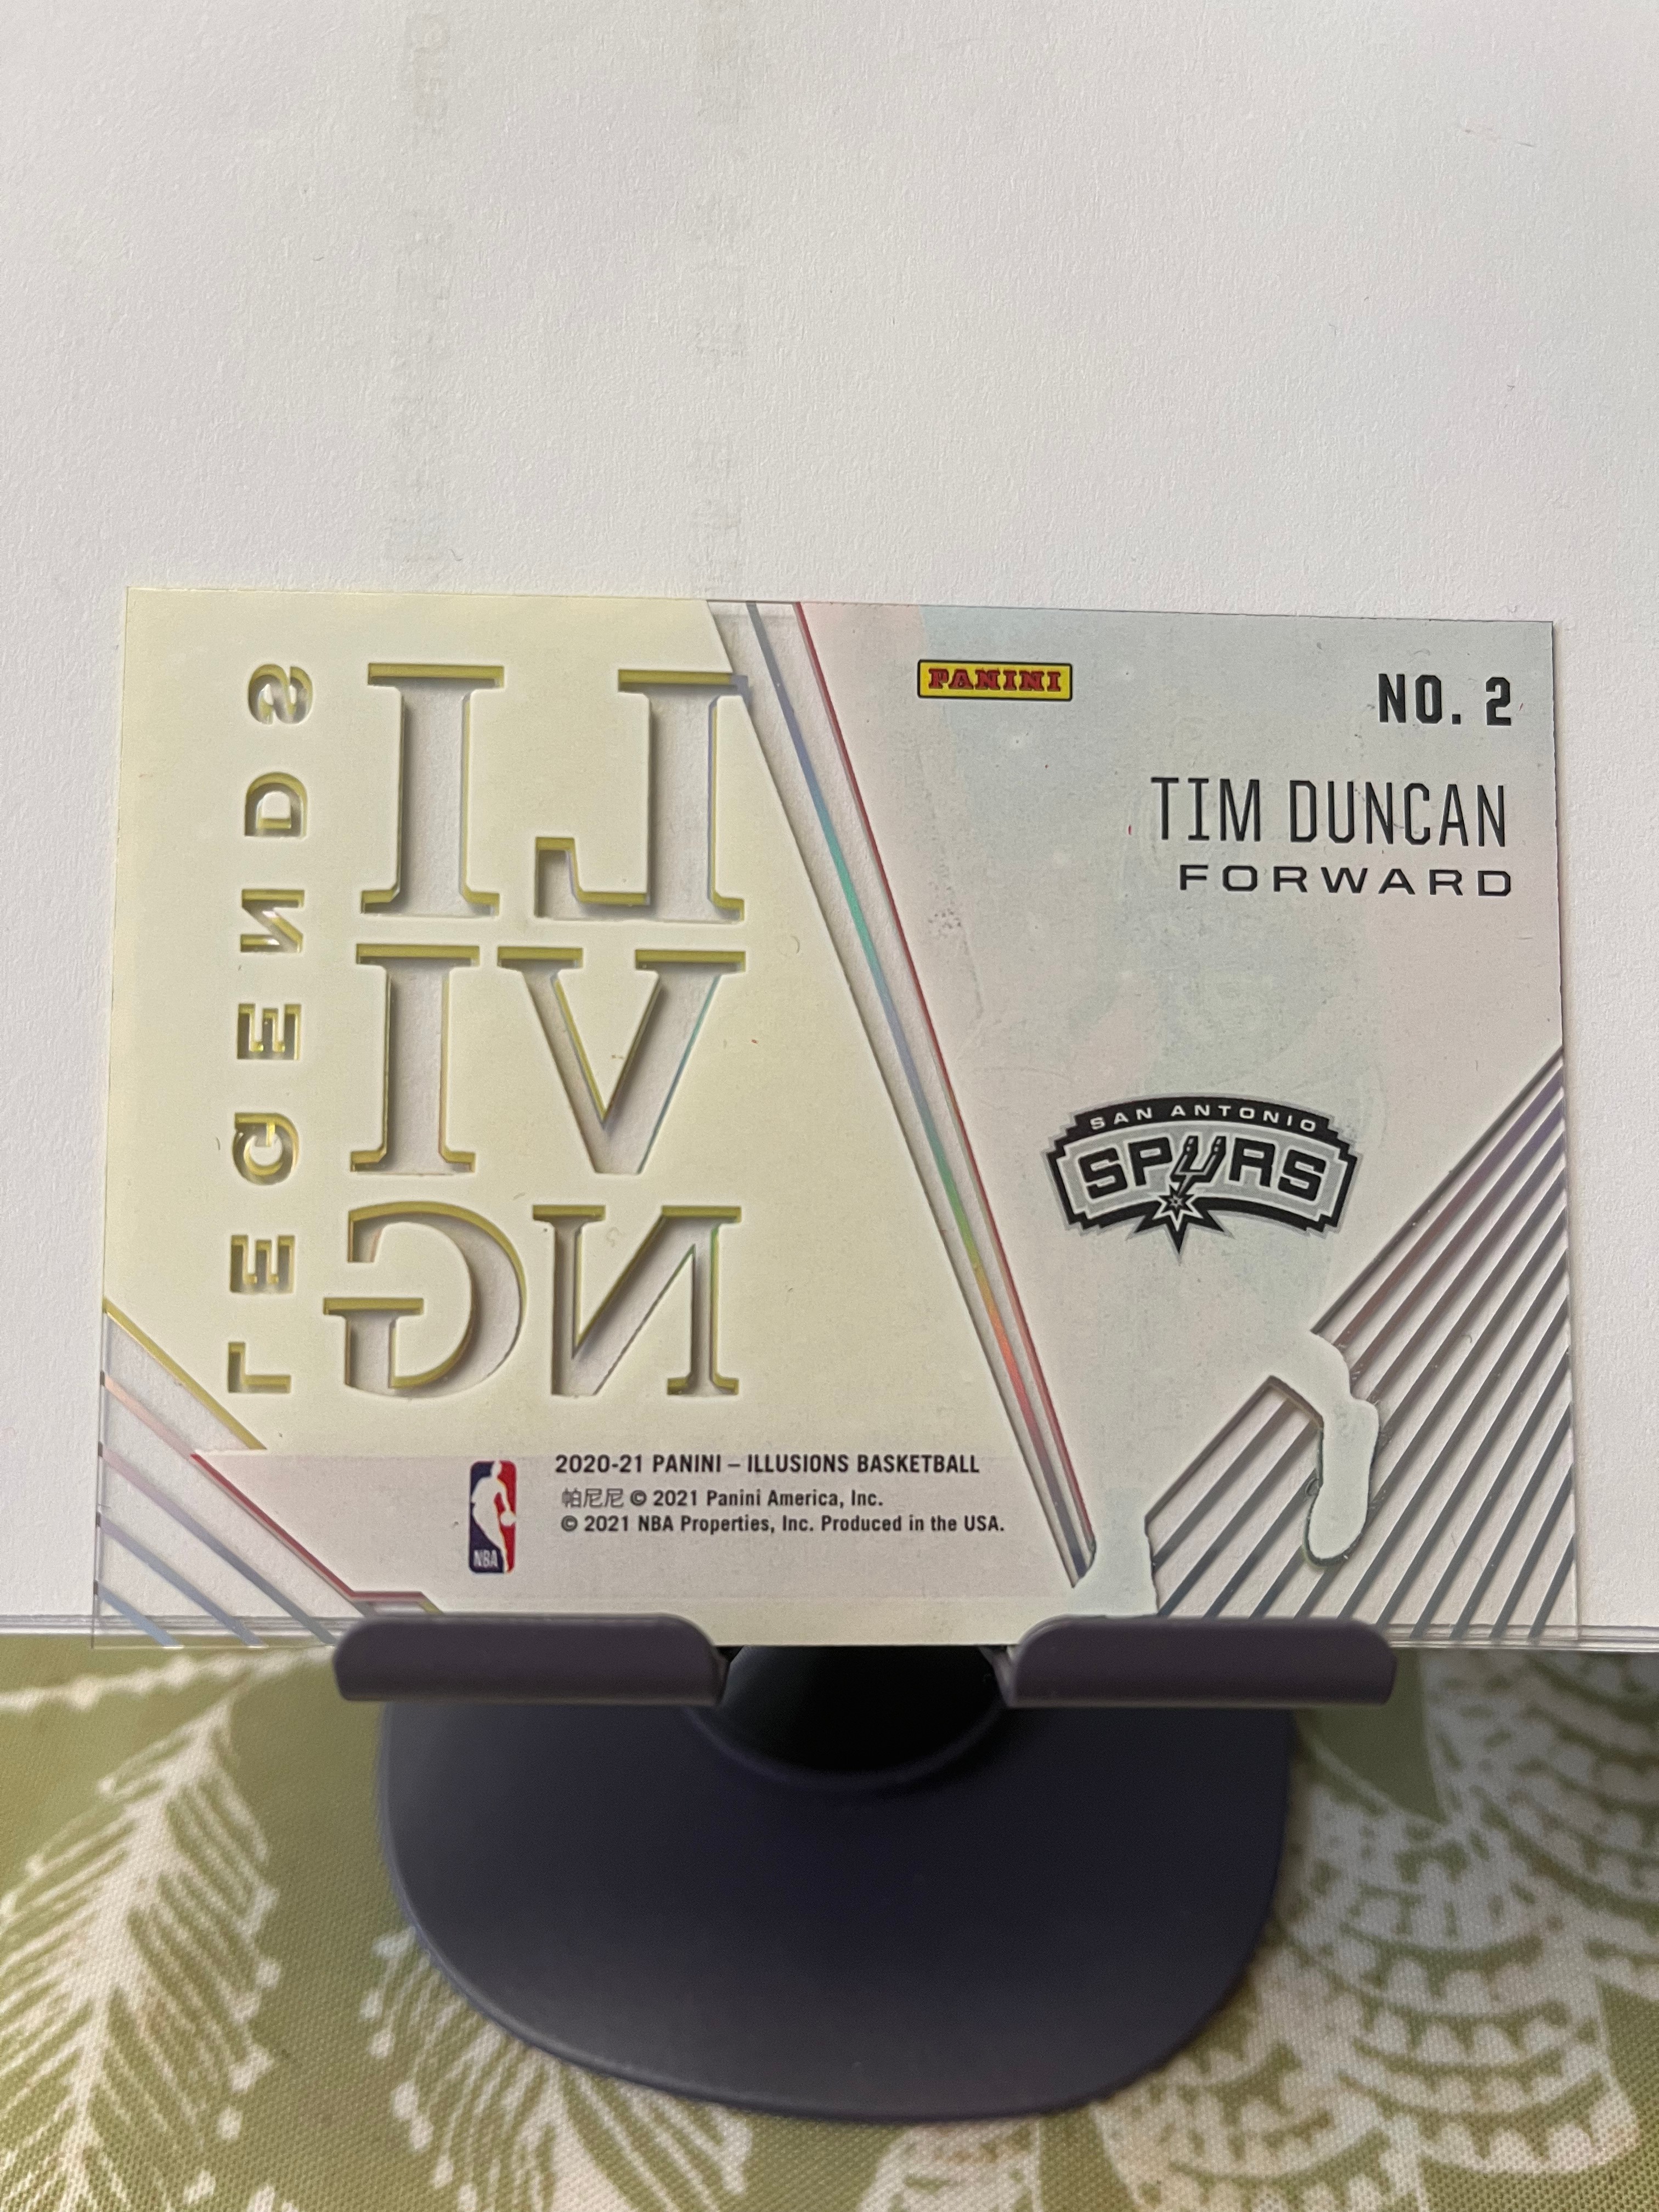 LEGENDS
LI
VI
NG
PANINI
NO. 2
TIM DUNCAN
FORWARD
SAN ANTONIO
SPURS
NBA
2020-21 PANINI – ILLUSIONS BASKETBALL
帕尼尼 © 2021 Panini America, Inc.
© 2021 NBA Properties, Inc. Produced in the USA.